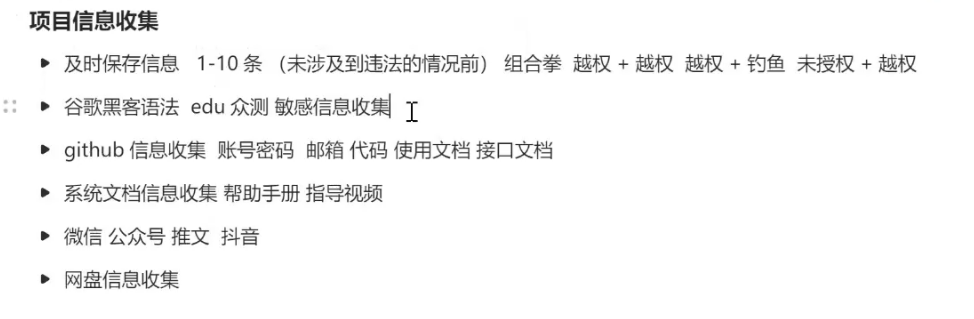 项目信息收集
及时保存信息 1-10 条 （未涉及到违法的情况前） 组合拳 越权 + 越权 越权 + 钓鱼 未授权 + 越权
谷歌黑客语法 edu 众测 敏感信息收集
github 信息收集 账号密码 邮箱 代码 使用文档 接口文档
系统文档信息收集 帮助手册 指导视频
微信 公众号 推文 抖音
网盘信息收集